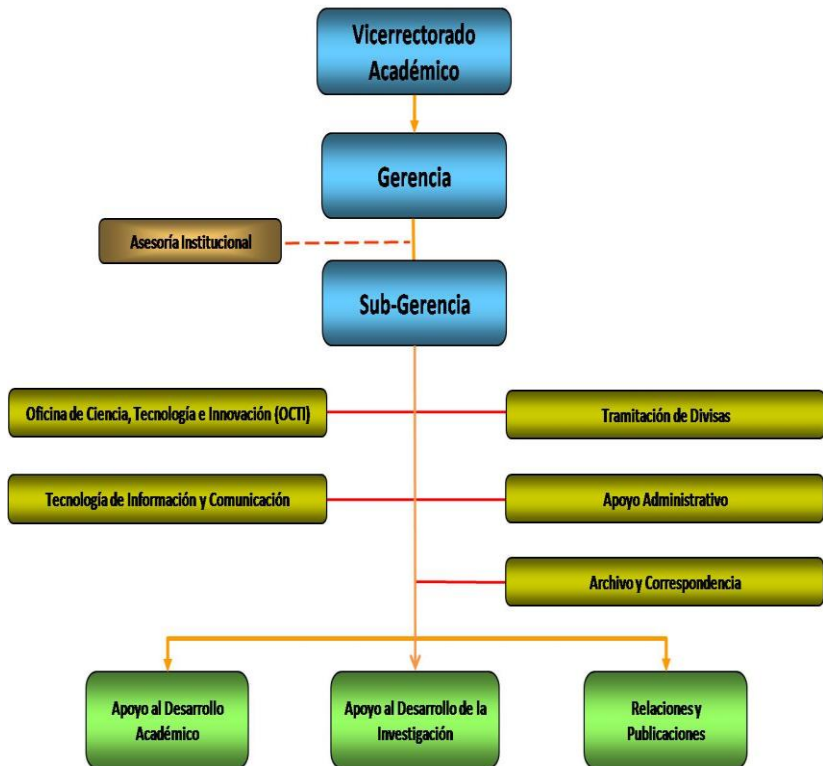 Vicerrectorado
Académico
Gerencia
Asesoría Institucional
Sub-Gerencia
Oficina de Ciencia, Tecnología e Innovación (OCTI)
Tramitación de Divisas
Tecnología de Información y Comunicación
Apoyo Administrativo
Archivo y Correspondencia
Apoyo al Desarrollo
Académico
Apoyo al Desarrollo de la
Investigación
Relaciones y
Publicaciones